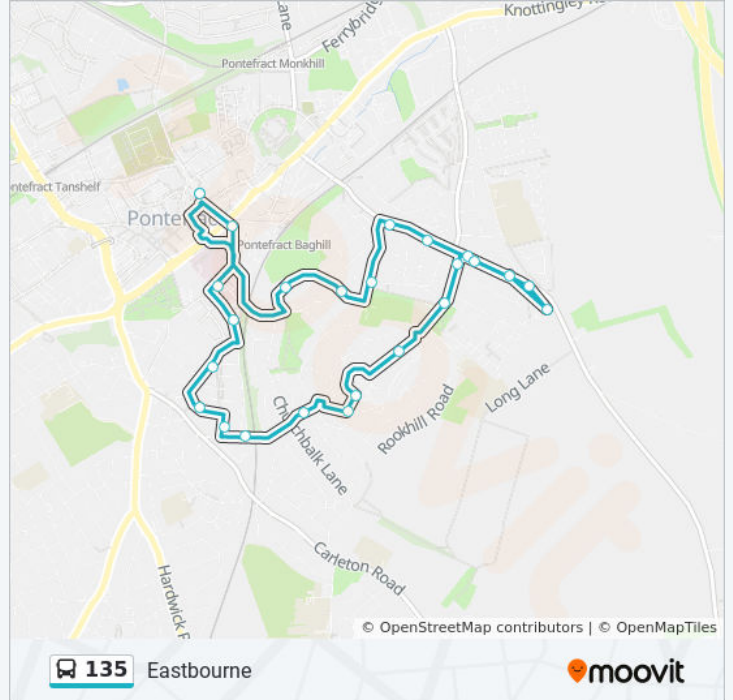 Lane
Knottingley
Ferrybridge
Pontefract Monkhill
ntefract Tanshelf
Pontefract
Pontefract Baghill
Long Lane
Rookhill Road
Churchbalk Lane
Carleton Road
Hardwick R
© OpenStreetMap contributors | © OpenMapTiles
135 Eastbourne
moovit